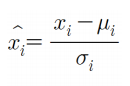 x̂ᵢ = (xᵢ − μᵢ) / σᵢ